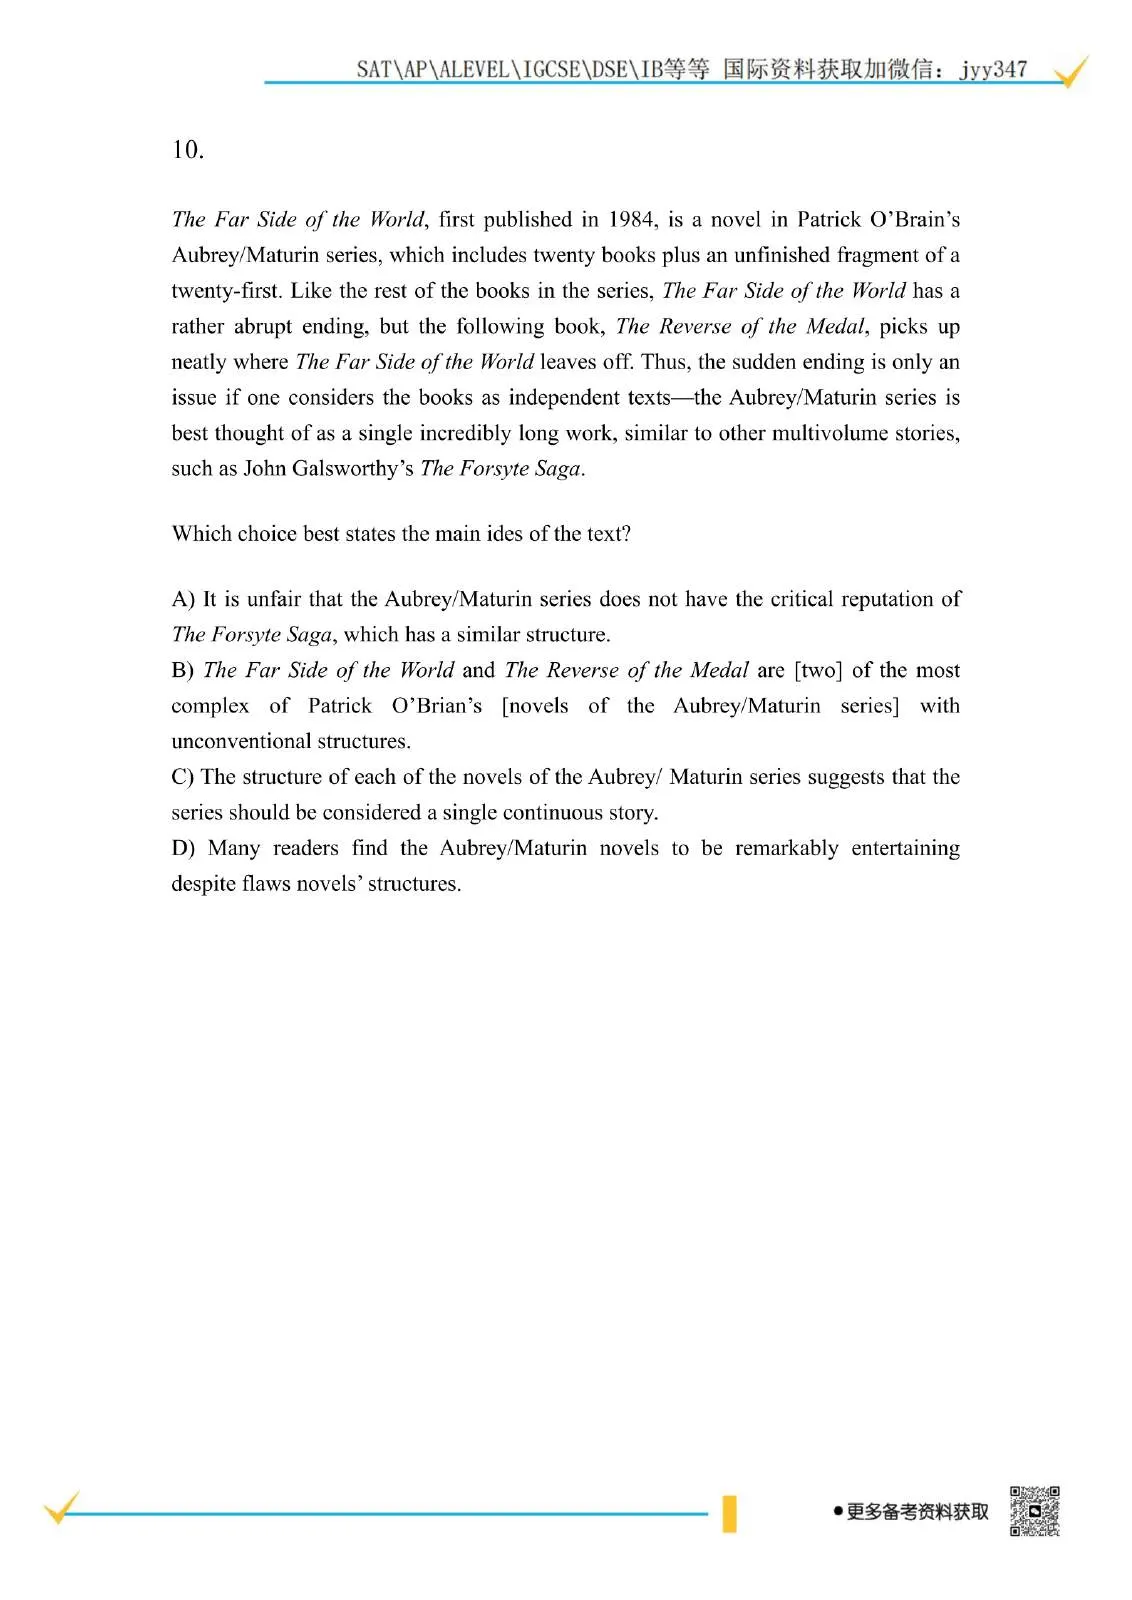 SAT\AP\ALEVEL\IGCSE\DSE\IB等等 国际资料获取加微信：jyy347
10.
The Far Side of the World, first published in 1984, is a novel in Patrick O’Brain’s
Aubrey/Maturin series, which includes twenty books plus an unfinished fragment of a
twenty-first. Like the rest of the books in the series, The Far Side of the World has a
rather abrupt ending, but the following book, The Reverse of the Medal, picks up
neatly where The Far Side of the World leaves off. Thus, the sudden ending is only an
issue if one considers the books as independent texts—the Aubrey/Maturin series is
best thought of as a single incredibly long work, similar to other multivolume stories,
such as John Galsworthy’s The Forsyte Saga.
Which choice best states the main ides of the text?
A) It is unfair that the Aubrey/Maturin series does not have the critical reputation of
The Forsyte Saga, which has a similar structure.
B) The Far Side of the World and The Reverse of the Medal are [two] of the most
complex of Patrick O’Brian’s [novels of the Aubrey/Maturin series] with
unconventional structures.
C) The structure of each of the novels of the Aubrey/ Maturin series suggests that the
series should be considered a single continuous story.
D) Many readers find the Aubrey/Maturin novels to be remarkably entertaining
despite flaws novels’ structures.
●更多备考资料获取